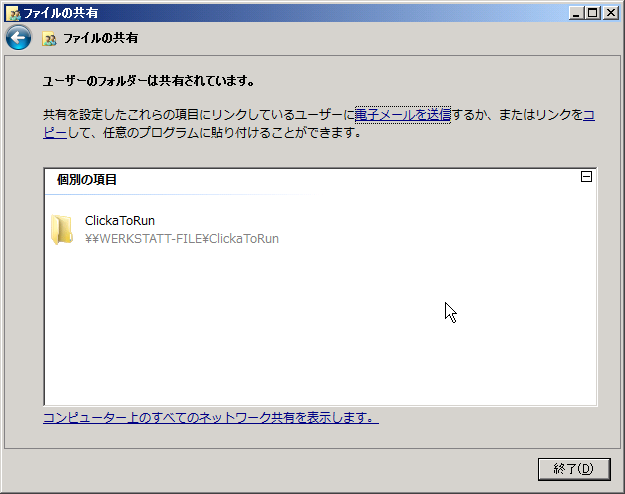 ファイルの共有
ファイルの共有
ユーザーのフォルダーは共有されています。
共有を設定したこれらの項目にリンクしているユーザーに電子メールを送信するか、またはリンクをコ
ピーして、任意のプログラムに貼り付けることができます。
個別の項目
ClickaToRun
¥¥WERKSTATT-FILE¥ClickaToRun
コンピューター上のすべてのネットワーク共有を表示します。
終了(D)